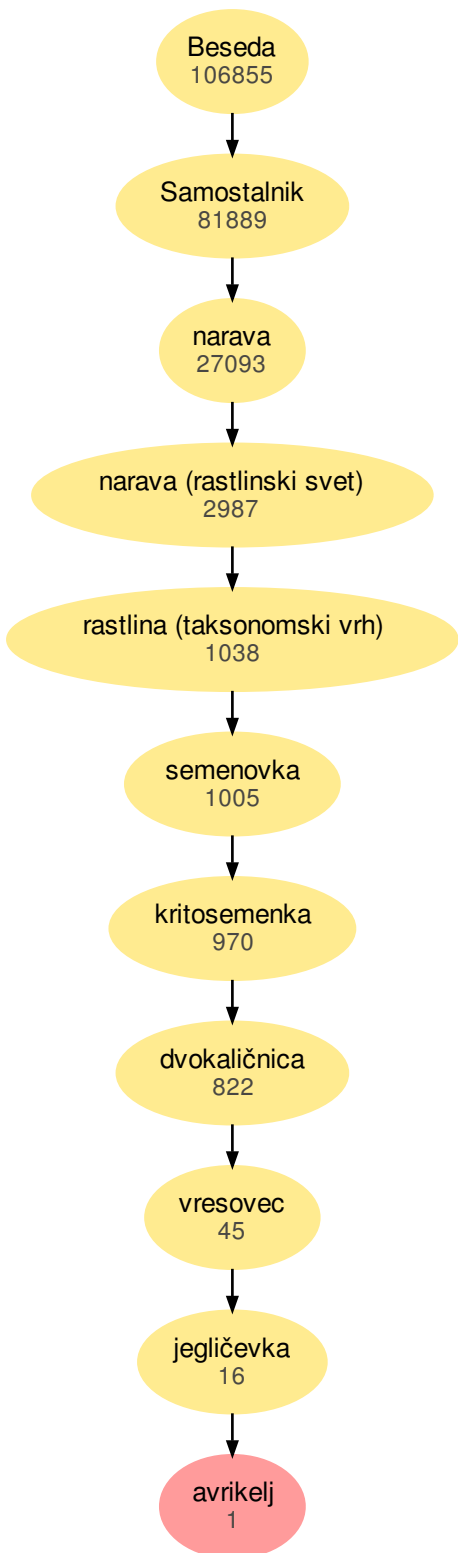 Beseda
106855
Samostalnik
81889
narava
27093
narava (rastlinski svet)
2987
rastlina (taksonomski vrh)
1038
semenovka
1005
kritosemenka
970
dvokaličnica
822
vresovec
45
jegličevka
16
avrikelj
1